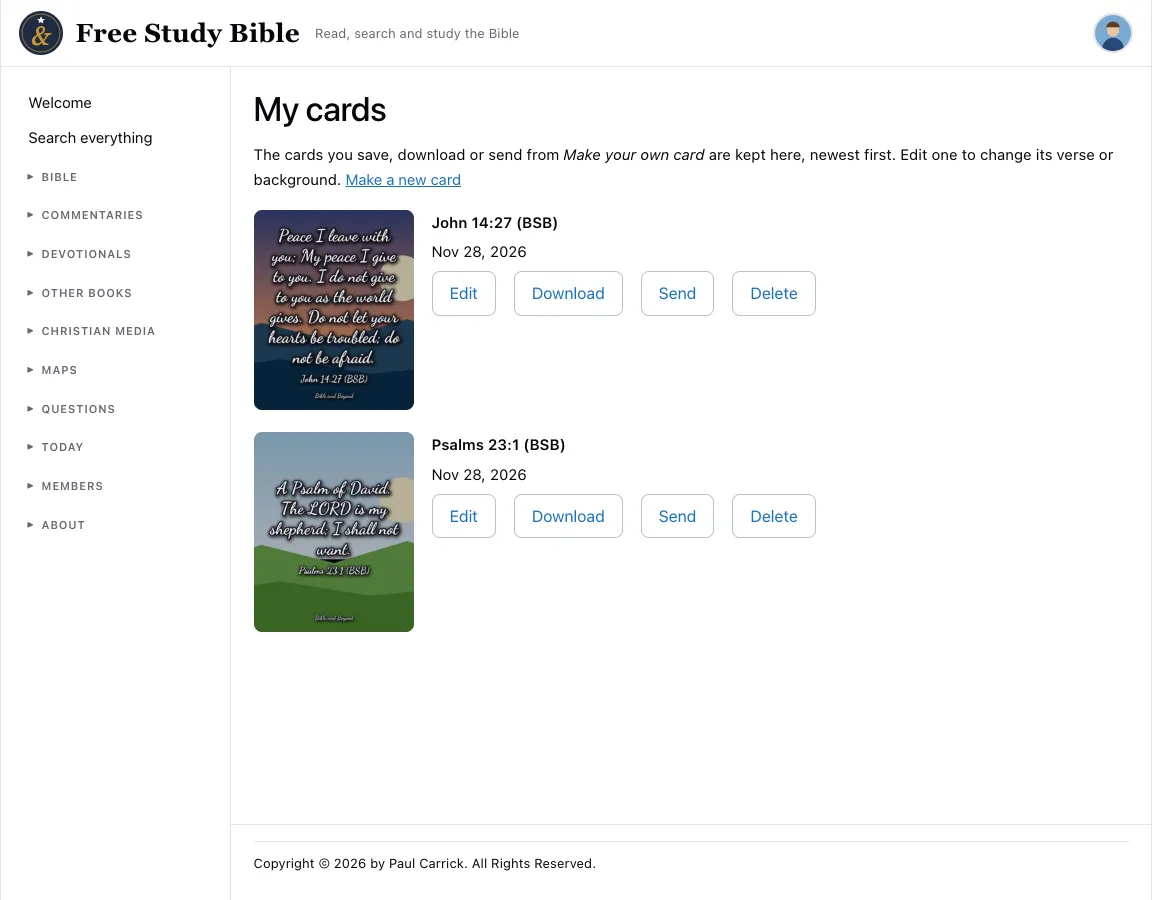 &
Free Study Bible
Read, search and study the Bible
Welcome
Search everything
BIBLE
COMMENTARIES
DEVOTIONALS
OTHER BOOKS
CHRISTIAN MEDIA
MAPS
QUESTIONS
TODAY
MEMBERS
ABOUT
My cards
The cards you save, download or send from Make your own card are kept here, newest first. Edit one to change its verse or
background. Make a new card
Peace I leave with
you; My peace I give
to you. I do not give
to you as the world
gives. Do not let your
hearts be troubled; do
not be afraid.
John 14:27 (BSB)
Bible and Beyond
John 14:27 (BSB)
Nov 28, 2026
Edit
Download
Send
Delete
A Psalm of David.
The LORD is my
shepherd; I shall not
want.
Psalms 23:1 (BSB)
Bible and Beyond
Psalms 23:1 (BSB)
Nov 28, 2026
Edit
Download
Send
Delete
Copyright © 2026 by Paul Carrick. All Rights Reserved.